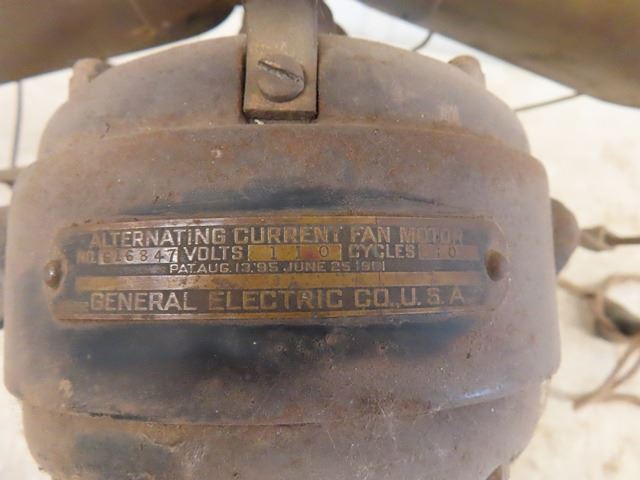 ALTERNATING CURRENT FAN MOTOR
NO. 616847 VOLTS 110 CYCLES
PAT. AUG. 13.'95 JUNE 25 1901
GENERAL ELECTRIC CO., U.S.A.